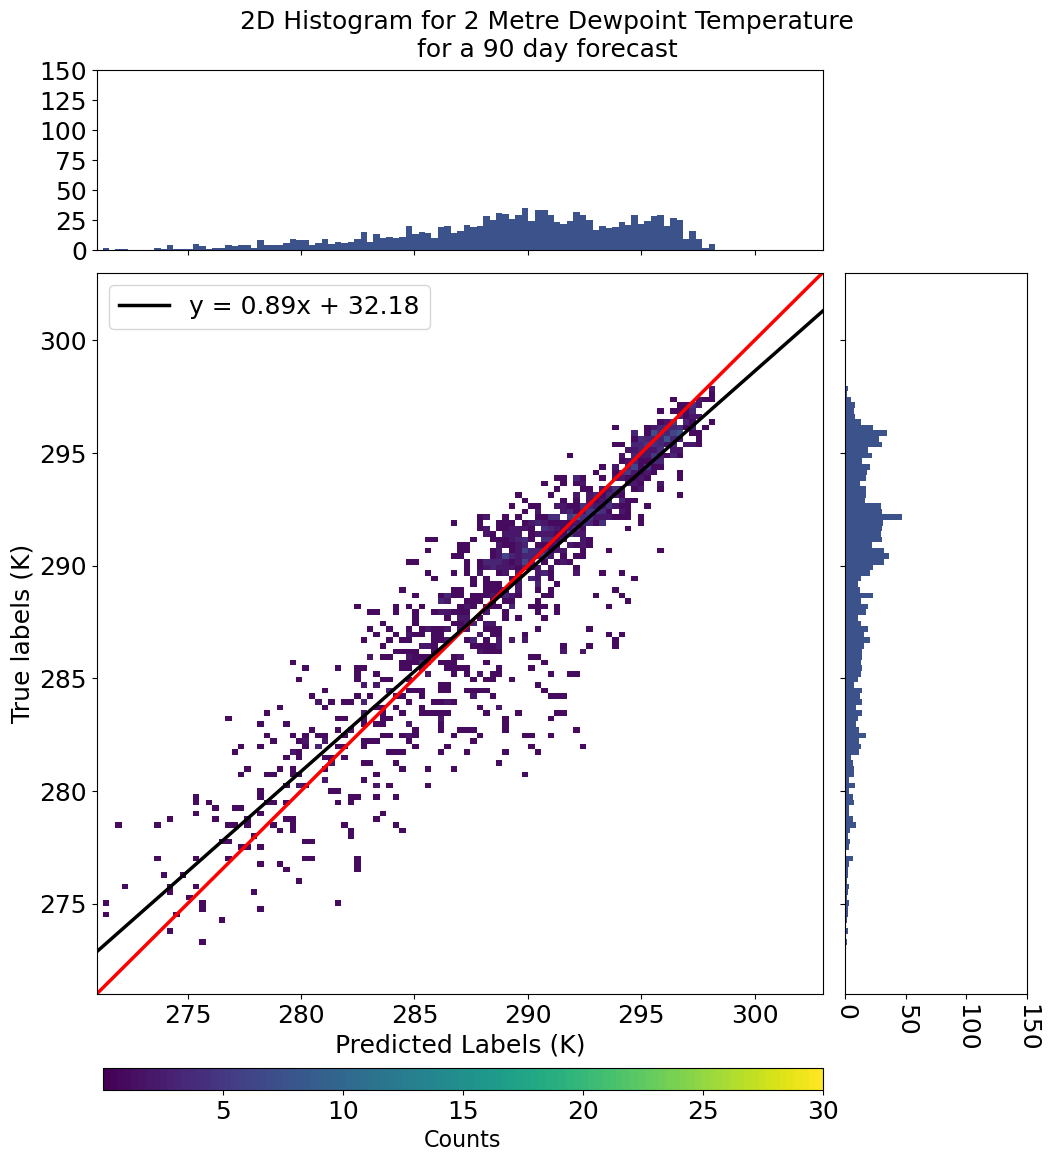 2D Histogram for 2 Metre Dewpoint Temperature
for a 90 day forecast
150
125
100
75
50
25
0
y = 0.89x + 32.18
300
295
290
285
280
275
True labels (K)
275 280 285 290 295 300
Predicted Labels (K)
0 50 100 150
5 10 15 20 25 30
Counts